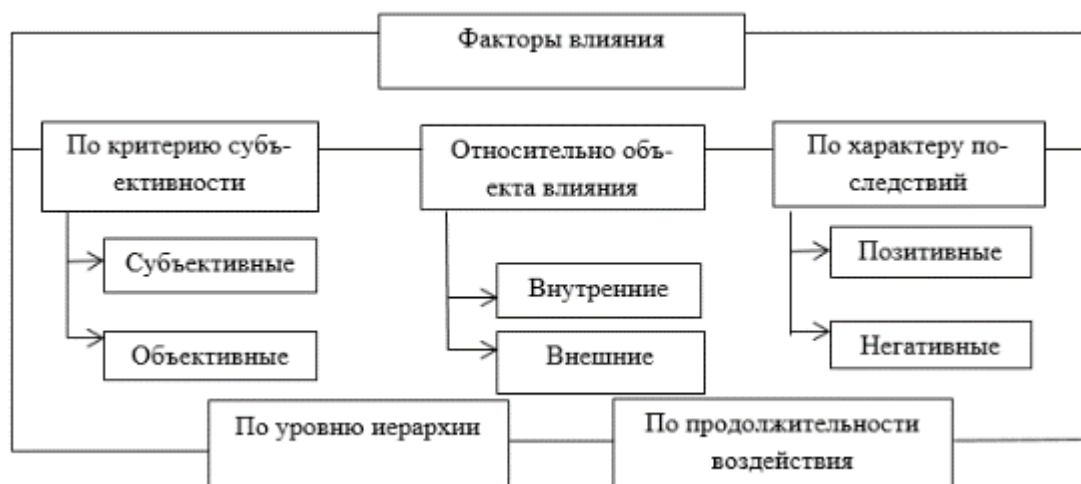 Факторы влияния
По критерию субъ-
ективности
Относительно объ-
екта влияния
По характеру по-
следствий
Субъективные
Объективные
Внутренние
Внешние
Позитивные
Негативные
По уровню иерархии
По продолжительности
воздействия